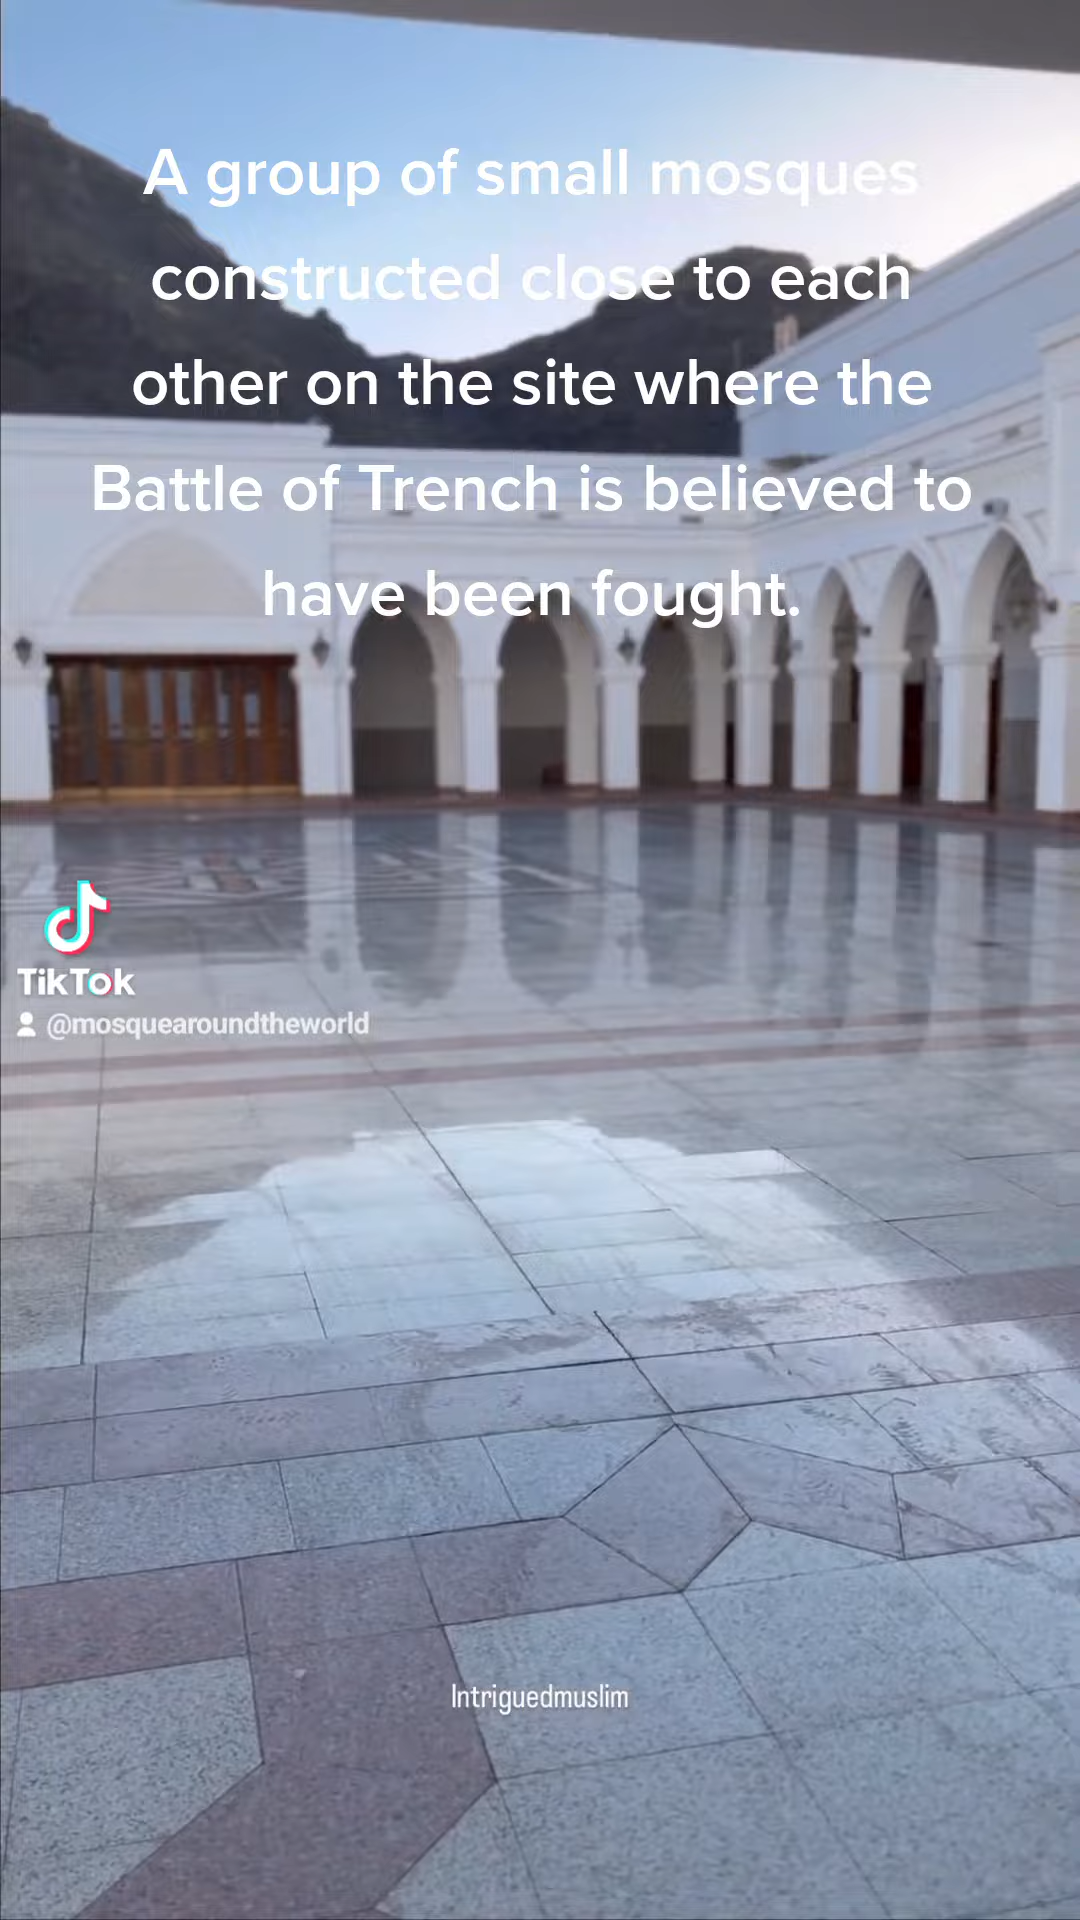 A group of small mosques
constructed close to each
other on the site where the
Battle of Trench is believed to
have been fought.
TikTok
@mosquearoundtheworld
Intriguedmuslim